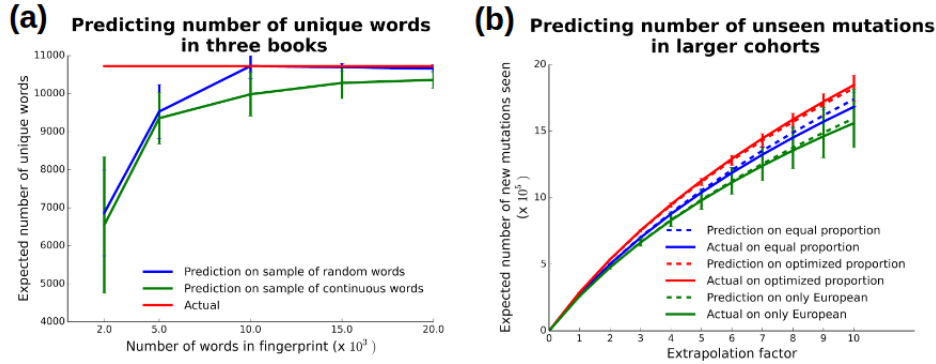 (a)
Predicting number of unique words
in three books
Expected number of unique words
11000
10000
9000
8000
7000
6000
5000
4000
2.0
5.0
10.0
15.0
20.0
Prediction on sample of random words
Prediction on sample of continuous words
Actual
Number of words in fingerprint (x 10³)
(b)
Predicting number of unseen mutations
in larger cohorts
Expected number of new mutations seen
(x 10⁵)
20
15
10
5
0
0 1 2 3 4 5 6 7 8 9 10
Prediction on equal proportion
Actual on equal proportion
Prediction on optimized proportion
Actual on optimized proportion
Prediction on only European
Actual on only European
Extrapolation factor